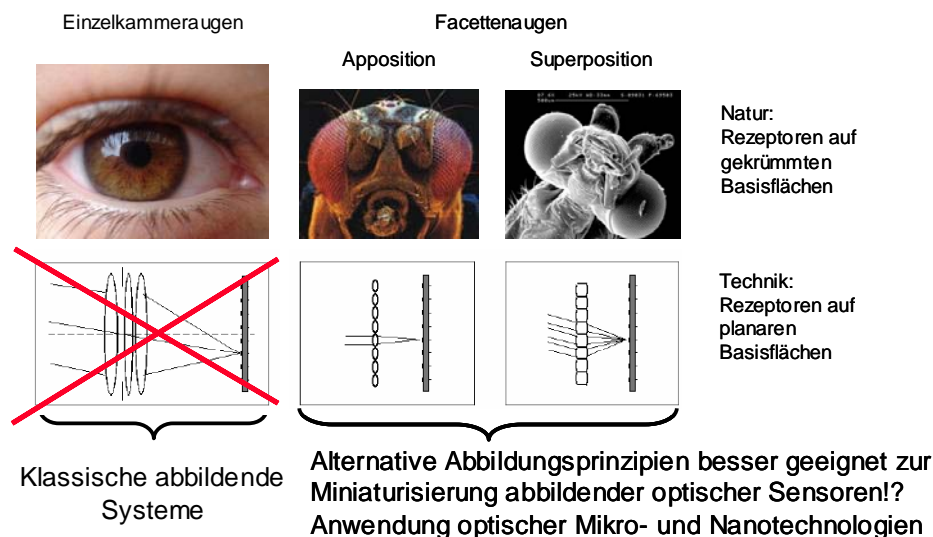 Einzelkammeraugen
Facettenaugen
Apposition
Superposition
Natur:
Rezeptoren auf
gekrümmten
Basisflächen
Technik:
Rezeptoren auf
planaren
Basisflächen
Klassische abbildende
Systeme
Alternative Abbildungsprinzipien besser geeignet zur
Miniaturisierung abbildender optischer Sensoren!?
Anwendung optischer Mikro- und Nanotechnologien